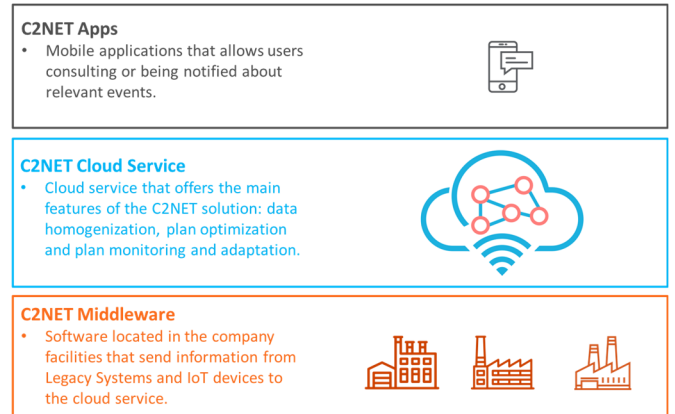 C2NET Apps
• Mobile applications that allows users
consulting or being notified about
relevant events.
C2NET Cloud Service
• Cloud service that offers the main
features of the C2NET solution: data
homogenization, plan optimization
and plan monitoring and adaptation.
C2NET Middleware
• Software located in the company
facilities that send information from
Legacy Systems and IoT devices to
the cloud service.